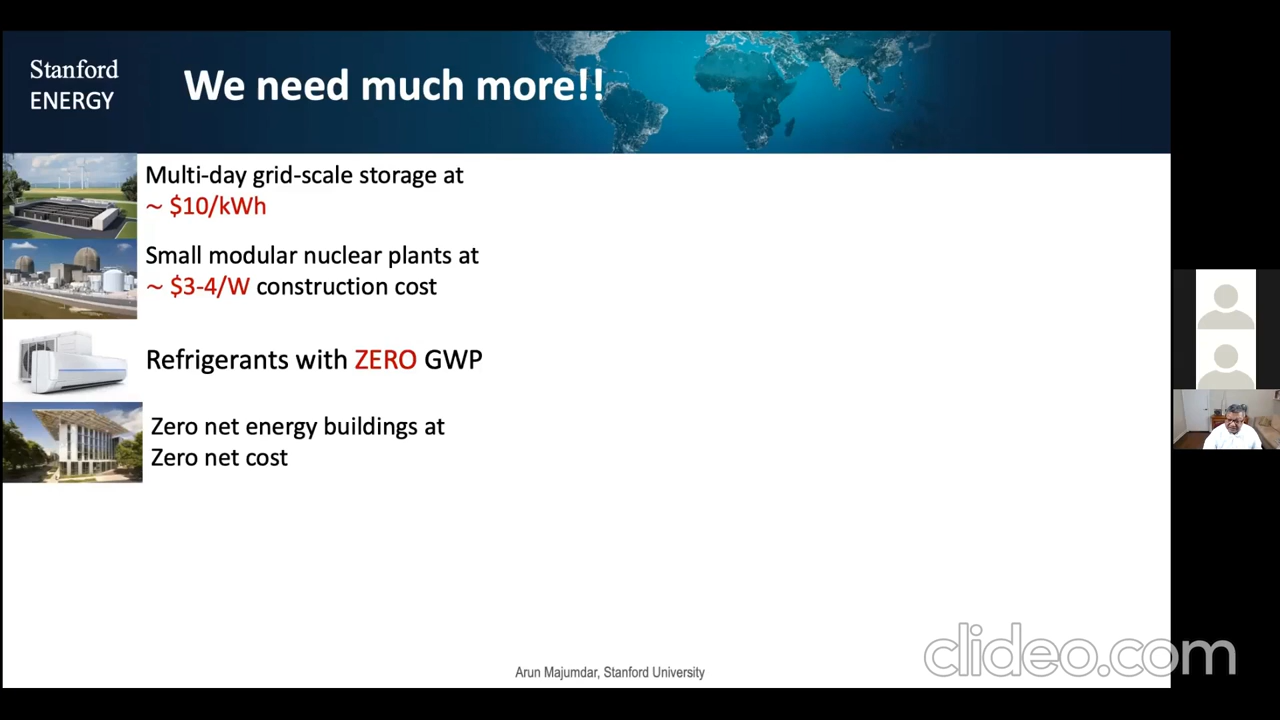 Stanford
ENERGY
We need much more!!
Multi-day grid-scale storage at
~ $10/kWh
Small modular nuclear plants at
~ $3-4/W construction cost
Refrigerants with ZERO GWP
Zero net energy buildings at
Zero net cost
Arun Majumdar, Stanford University
clideo.com